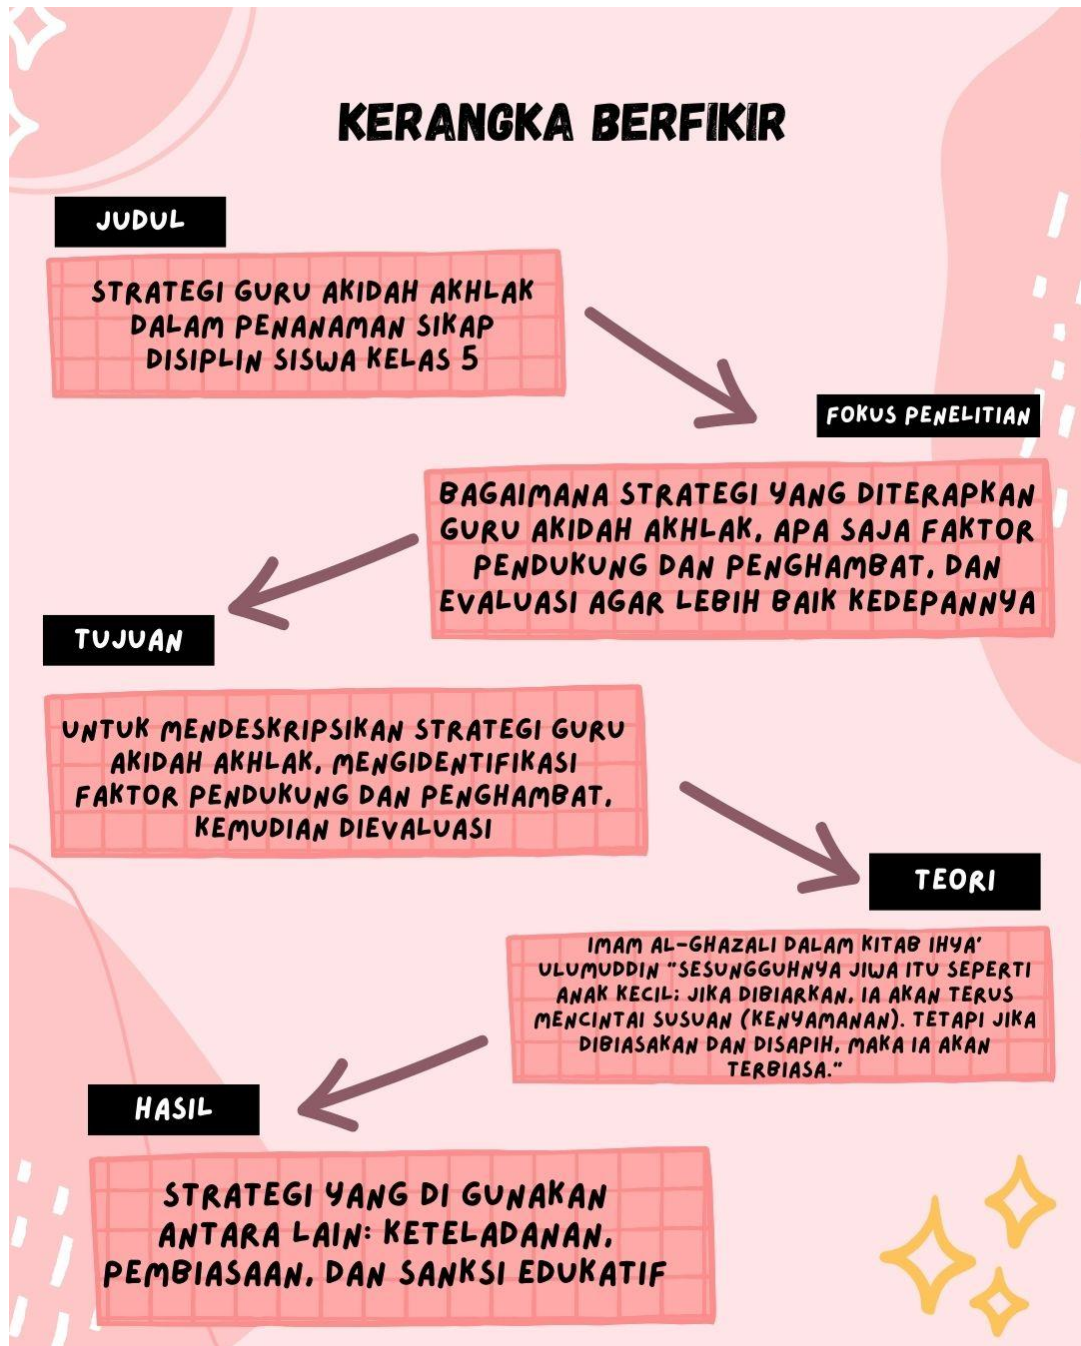 KERANGKA BERFIKIR
JUDUL
STRATEGI GURU AKIDAH AKHLAK
DALAM PENANAMAN SIKAP
DISIPLIN SISWA KELAS 5
FOKUS PENELITIAN
BAGAIMANA STRATEGI YANG DITERAPKAN
GURU AKIDAH AKHLAK, APA SAJA FAKTOR
PENDUKUNG DAN PENGHAMBAT, DAN
EVALUASI AGAR LEBIH BAIK KEDEPANNYA
TUJUAN
UNTUK MENDESKRIPSIKAN STRATEGI GURU
AKIDAH AKHLAK, MENGIDENTIFIKASI
FAKTOR PENDUKUNG DAN PENGHAMBAT,
KEMUDIAN DIEVALUASI
TEORI
IMAM AL-GHAZALI DALAM KITAB IHYA'
ULUMUDDIN "SESUNGGUHNYA JIWA ITU SEPERTI
ANAK KECIL; JIKA DIBIARKAN, IA AKAN TERUS
MENCINTAI SUSUAN (KENYAMANAN). TETAPI JIKA
DIBIASAKAN DAN DISAPIH, MAKA IA AKAN
TERBIASA."
HASIL
STRATEGI YANG DI GUNAKAN
ANTARA LAIN: KETELADANAN,
PEMBIASAAN, DAN SANKSI EDUKATIF